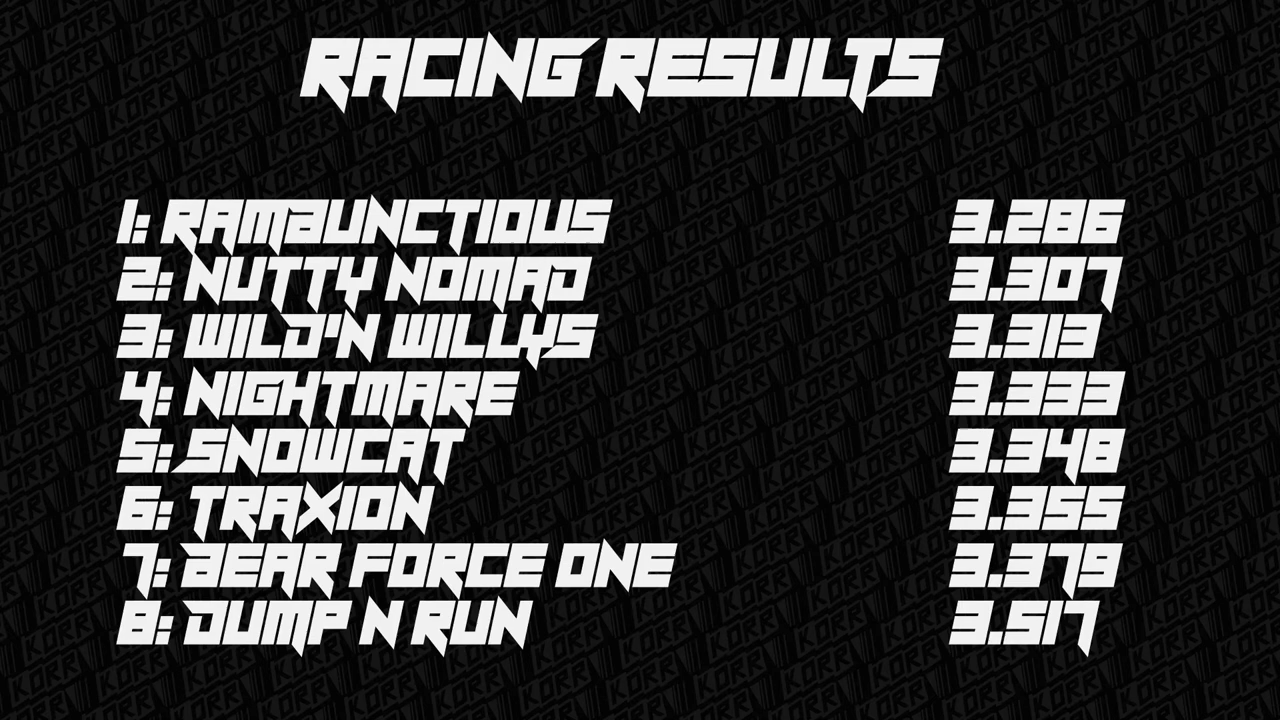 RACING RESULTS
1: RAMBUNCTIOUS 3.286
2: NUTTY NOMAD 3.307
3: WILD'N WILLYS 3.313
4: NIGHTMARE 3.333
5: SNOWCAT 3.348
6: TRAXION 3.355
7: BEAR FORCE ONE 3.379
8: DUMP N RUN 3.517
KORR